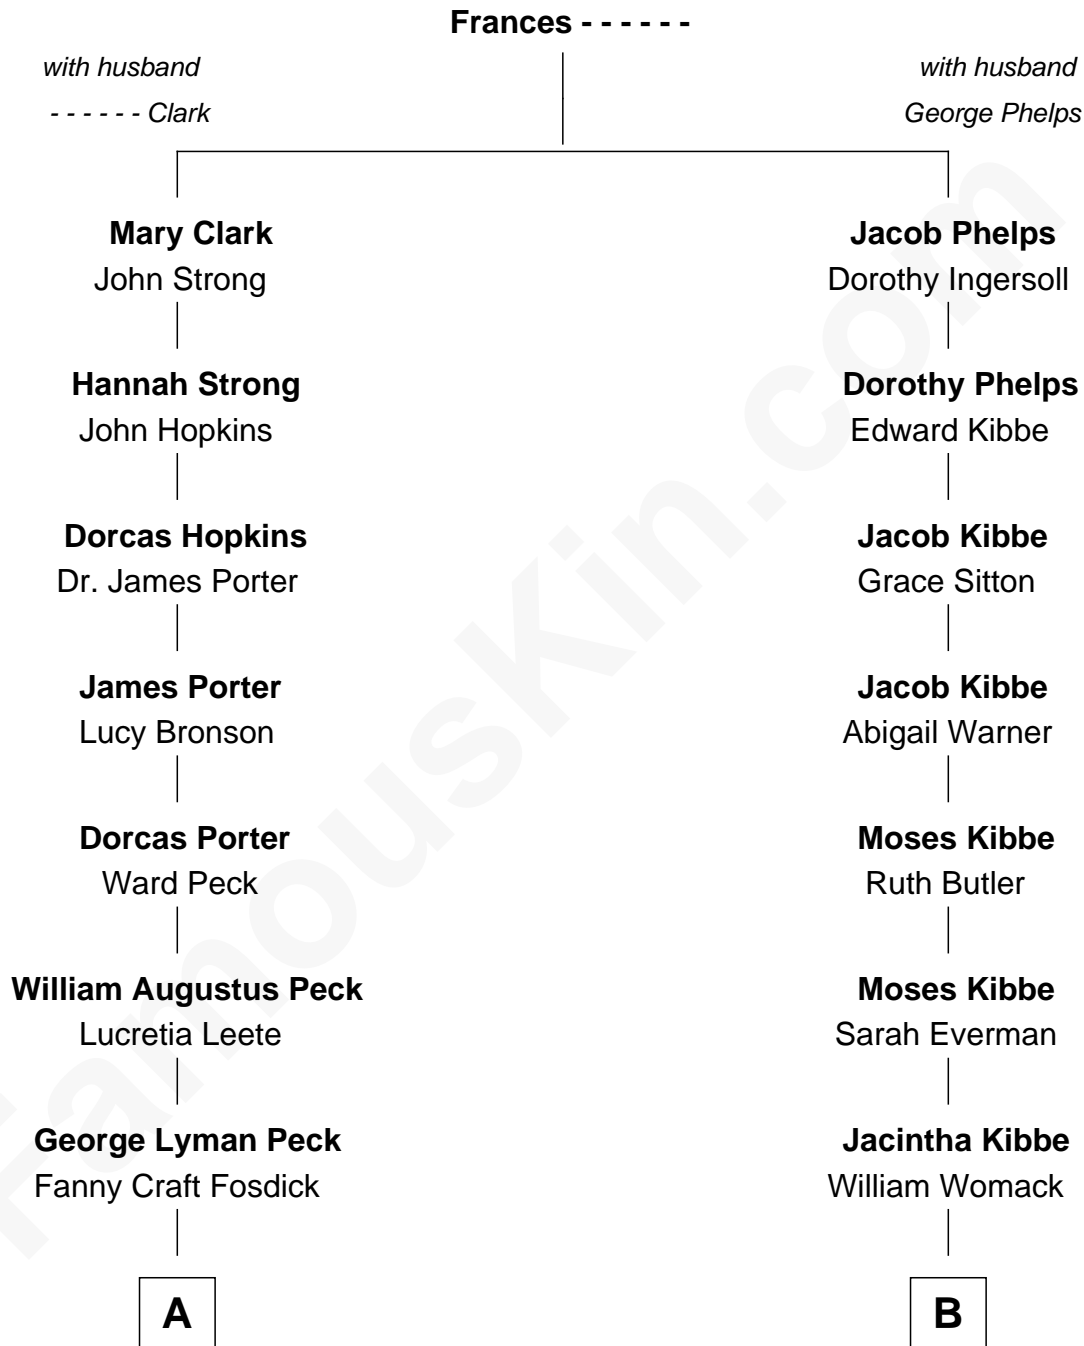 Frances - - - - - -
with husband
- - - - - - Clark
with husband
George Phelps
Mary Clark
John Strong
Jacob Phelps
Dorothy Ingersoll
Hannah Strong
John Hopkins
Dorothy Phelps
Edward Kibbe
Dorcas Hopkins
Dr. James Porter
Jacob Kibbe
Grace Sitton
James Porter
Lucy Bronson
Jacob Kibbe
Abigail Warner
Dorcas Porter
Ward Peck
Moses Kibbe
Ruth Butler
William Augustus Peck
Lucretia Leete
Moses Kibbe
Sarah Everman
George Lyman Peck
Fanny Craft Fosdick
Jacintha Kibbe
William Womack
A
B
FamousKin.com